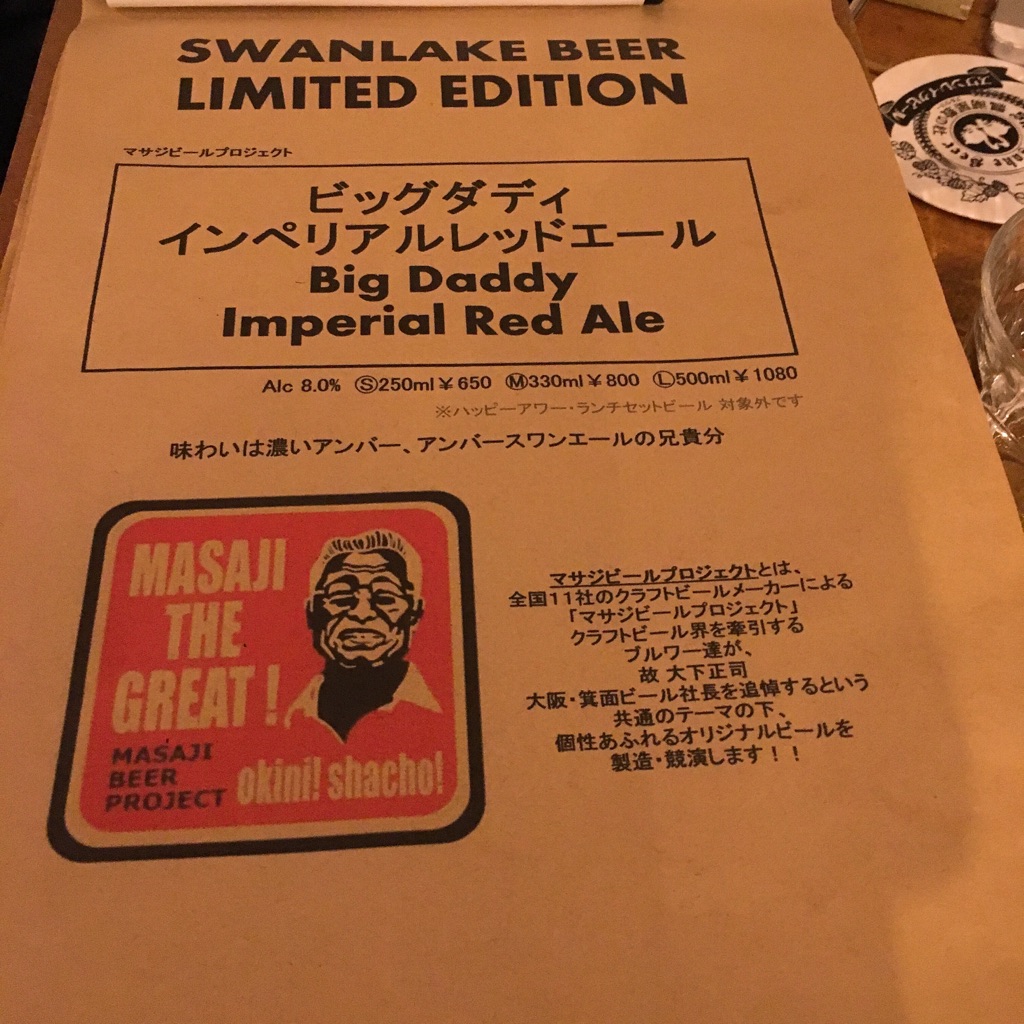 SWANLAKE BEER
LIMITED EDITION
マサジビールプロジェクト
ビッグダディ
インペリアルレッドエール
Big Daddy
Imperial Red Ale
Alc 8.0% Ⓢ250ml¥650 Ⓜ330ml¥800 Ⓛ500ml¥1080
※ハッピーアワー・ランチセットビール 対象外です
味わいは濃いアンバー、アンバースワンエールの兄貴分
MASAJI
THE
GREAT!
MASAJI
BEER
PROJECT
okini! shacho!
マサジビールプロジェクトとは、
全国11社のクラフトビールメーカーによる
「マサジビールプロジェクト」
クラフトビール界を牽引する
ブルワー達が、
故 大下正司
大阪・箕面ビール社長を追悼するという
共通のテーマの下、
個性あふれるオリジナルビールを
製造・競演します!!
スワンレイクビール
Beer